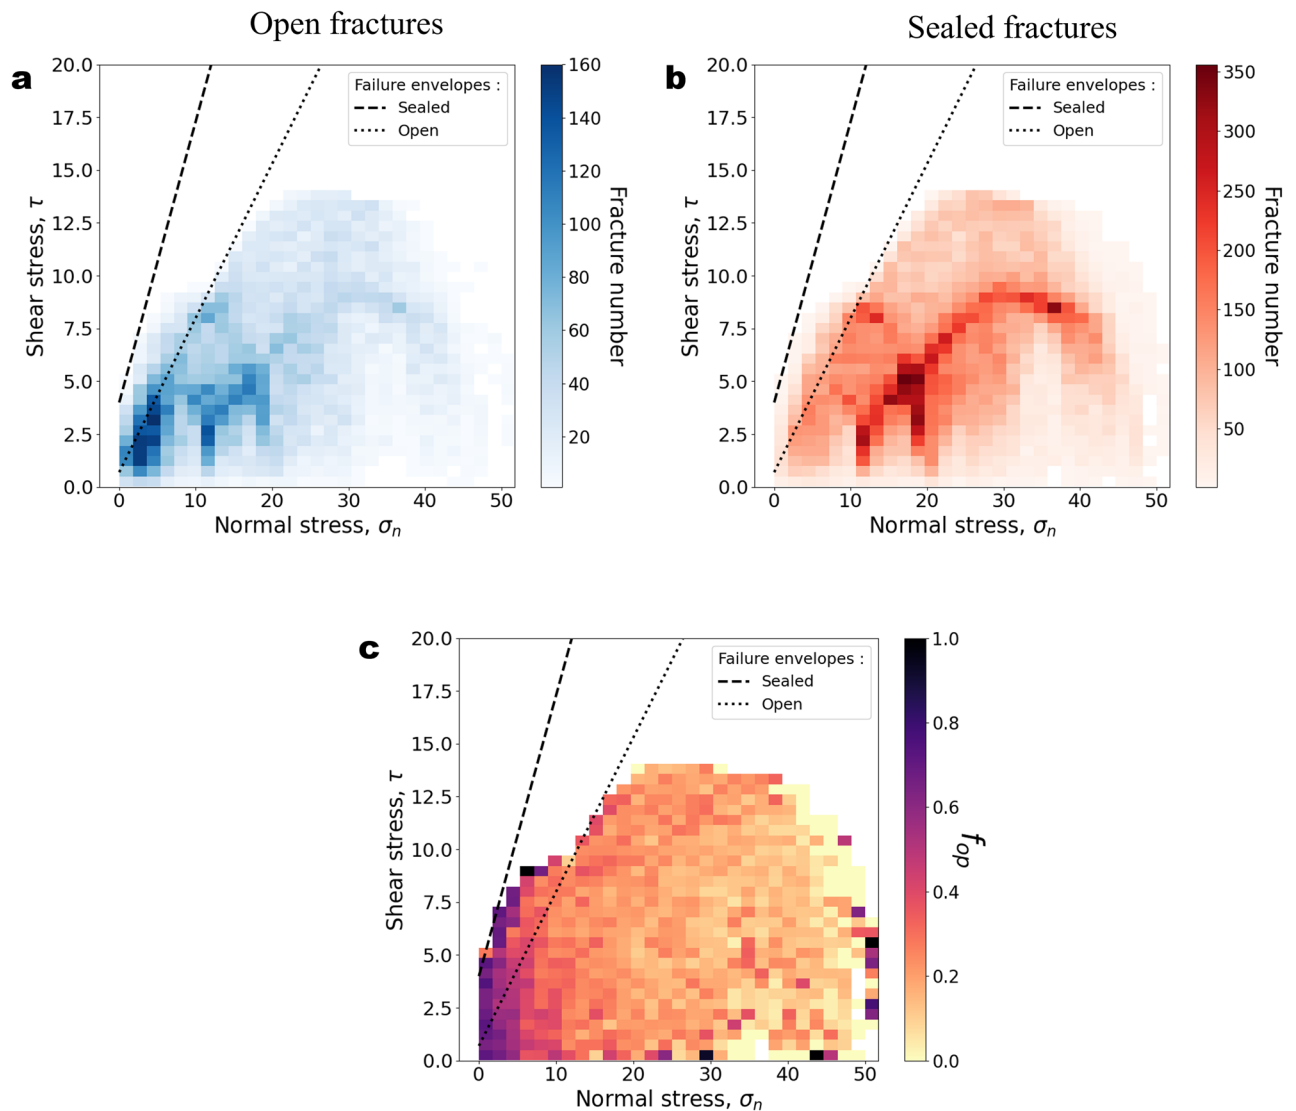 Open fractures
Sealed fractures
a
20.0
17.5
15.0
12.5
10.0
7.5
5.0
2.5
0.0
Shear stress, τ
0
10
20
30
40
50
Normal stress, σn
Failure envelopes :
Sealed
Open
160
140
120
100
80
60
40
20
Fracture number
b
20.0
17.5
15.0
12.5
10.0
7.5
5.0
2.5
0.0
Shear stress, τ
0
10
20
30
40
50
Normal stress, σn
Failure envelopes :
Sealed
Open
350
300
250
200
150
100
50
Fracture number
c
20.0
17.5
15.0
12.5
10.0
7.5
5.0
2.5
0.0
Shear stress, τ
0
10
20
30
40
50
Normal stress, σn
Failure envelopes :
Sealed
Open
1.0
0.8
0.6
0.4
0.2
0.0
fop